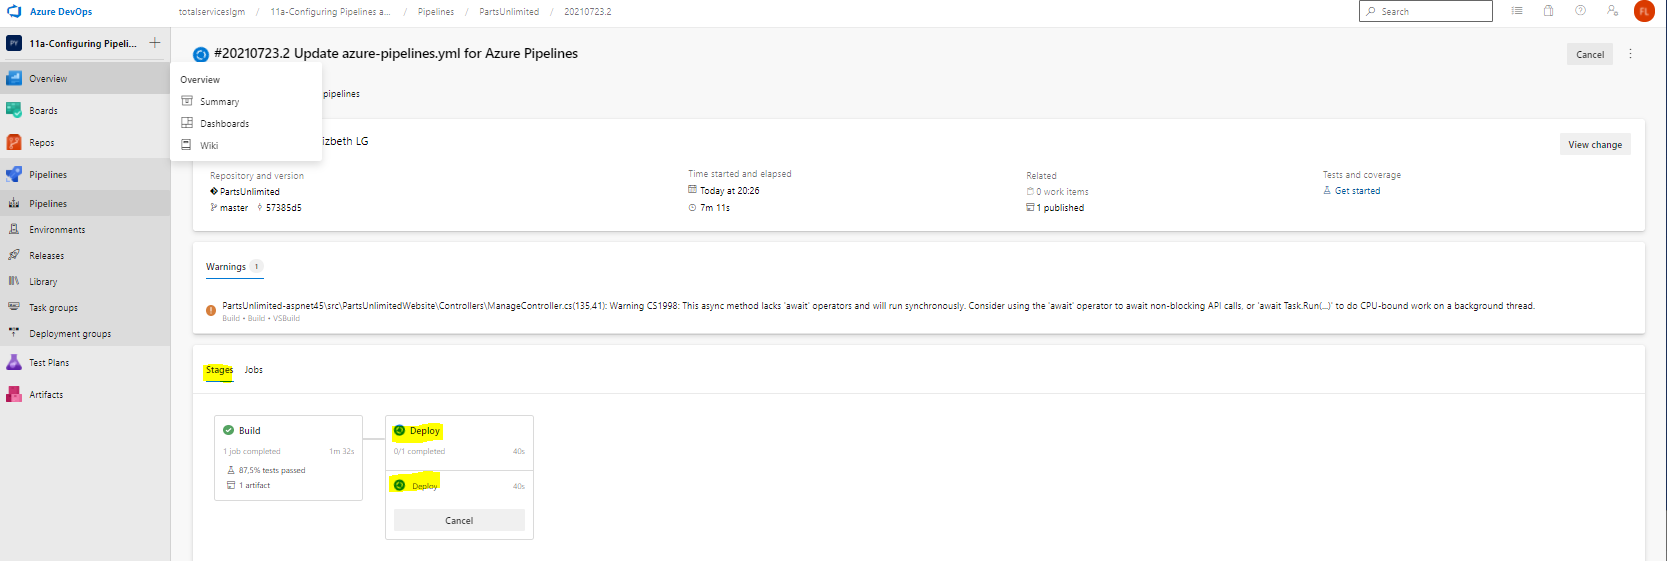 Azure DevOps
totalserviceslgm / 11a-Configuring Pipelines a... / Pipelines / PartsUnlimited / 20210723.2
Search
FL
PY 11a-Configuring Pipeli...
#20210723.2 Update azure-pipelines.yml for Azure Pipelines
Cancel
Overview
Boards
Repos
Pipelines
Pipelines
Environments
Releases
Library
Task groups
Deployment groups
Test Plans
Artifacts
Overview
Summary
Dashboards
Wiki
pipelines
izbeth LG
View change
Repository and version
PartsUnlimited
master 57385d5
Time started and elapsed
Today at 20:26
7m 11s
Related
0 work items
1 published
Tests and coverage
Get started
Warnings 1
PartsUnlimited-aspnet45\src\PartsUnlimitedWebsite\Controllers\ManageController.cs(135,41): Warning CS1998: This async method lacks 'await' operators and will run synchronously. Consider using the 'await' operator to await non-blocking API calls, or 'await Task.Run(...)' to do CPU-bound work on a background thread.
Build • Build • VSBuild
Stages Jobs
Build
1 job completed 1m 32s
87,5% tests passed
1 artifact
Deploy
0/1 completed 40s
Deploy 40s
Cancel